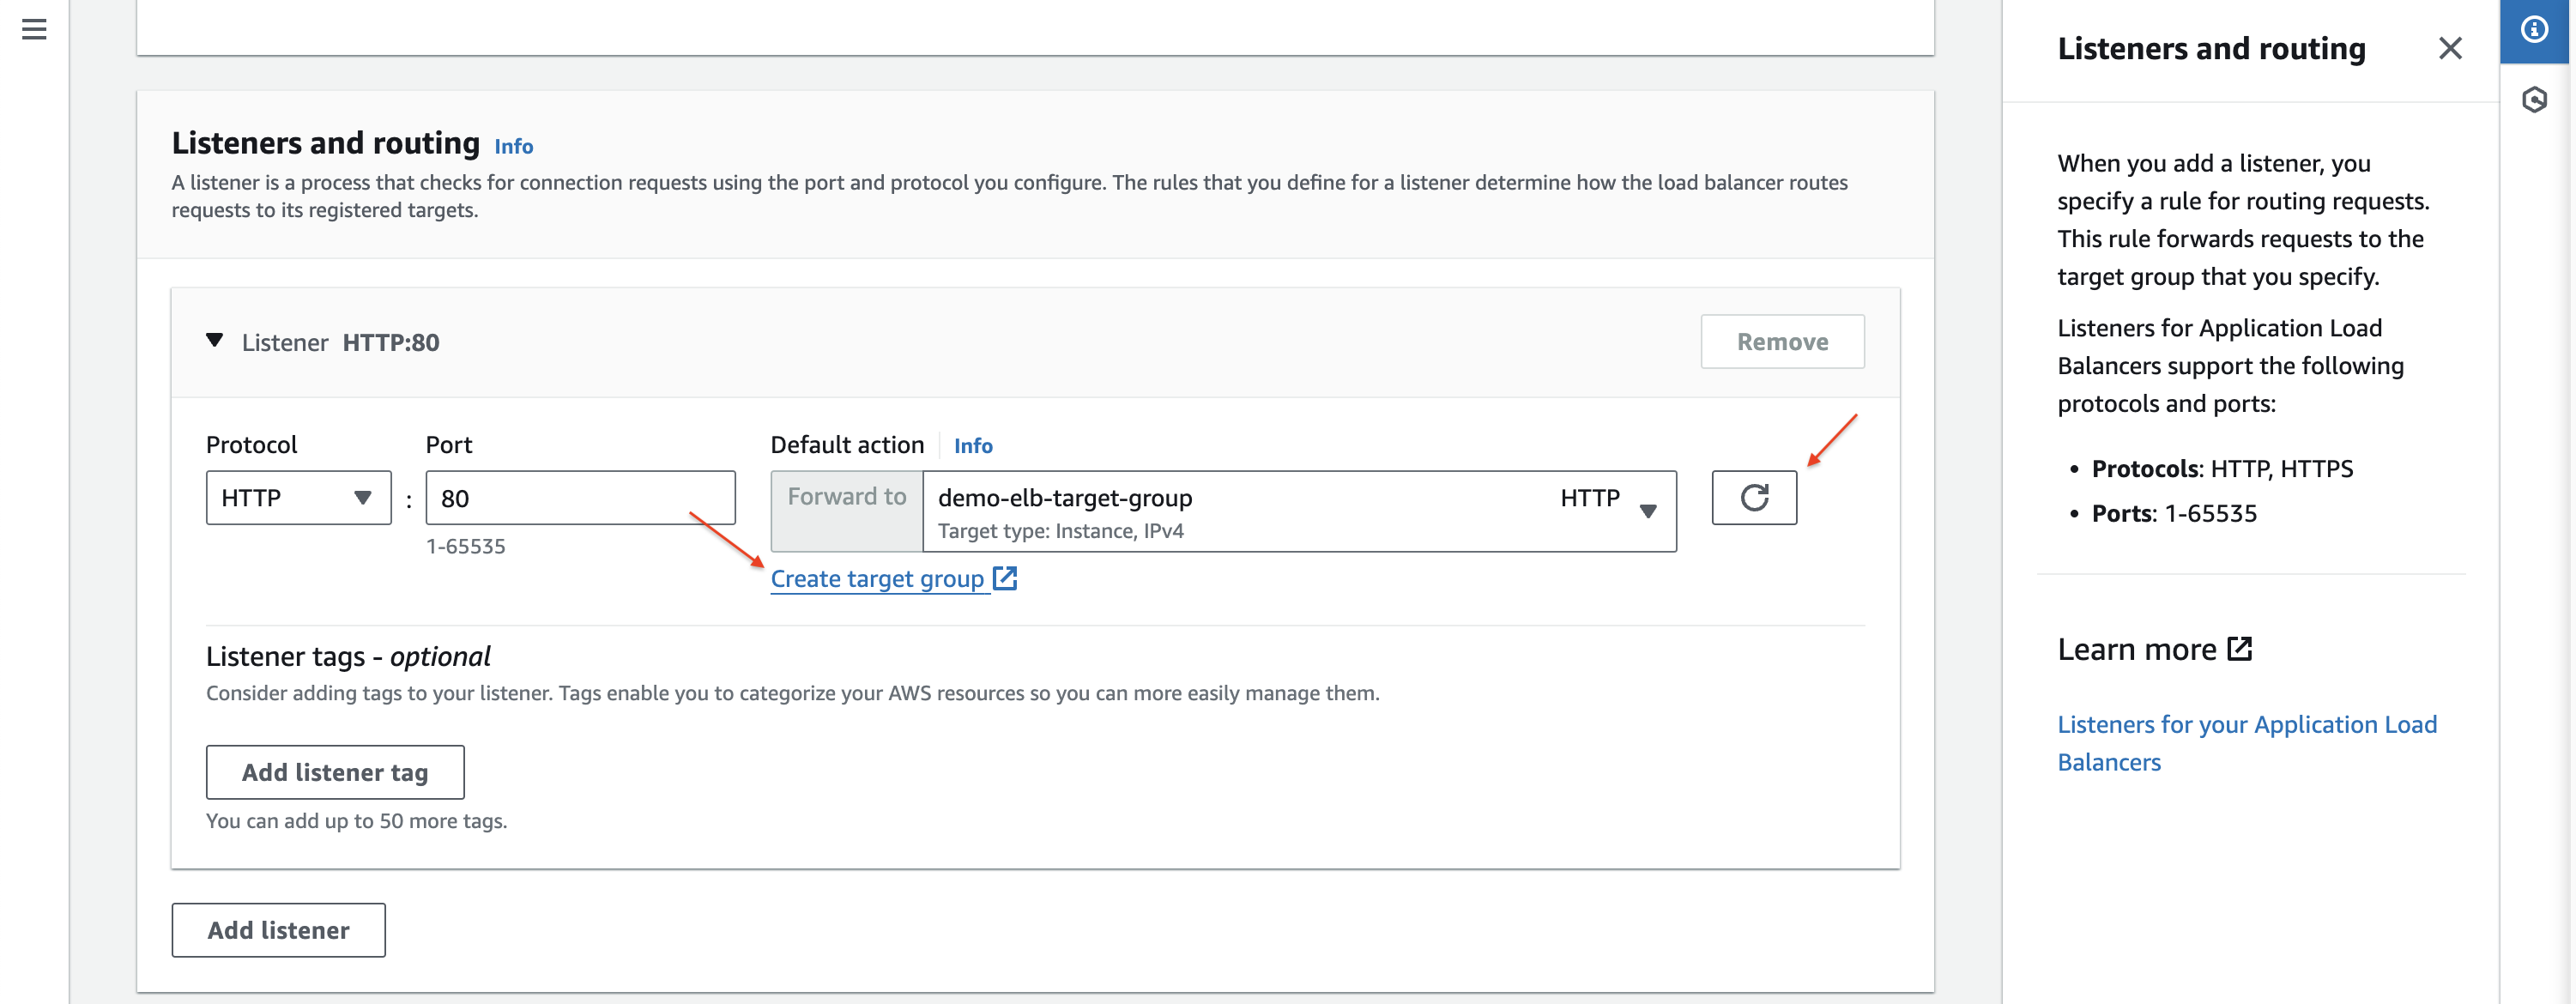 Listeners and routing Info
A listener is a process that checks for connection requests using the port and protocol you configure. The rules that you define for a listener determine how the load balancer routes
requests to its registered targets.
Listener HTTP:80
Remove
Protocol
Port
Default action
Info
HTTP
:
80
1-65535
Forward to
demo-elb-target-group
HTTP
Target type: Instance, IPv4
Create target group
Listener tags - optional
Consider adding tags to your listener. Tags enable you to categorize your AWS resources so you can more easily manage them.
Add listener tag
You can add up to 50 more tags.
Add listener
Listeners and routing
When you add a listener, you
specify a rule for routing requests.
This rule forwards requests to the
target group that you specify.
Listeners for Application Load
Balancers support the following
protocols and ports:
• Protocols: HTTP, HTTPS
• Ports: 1-65535
Learn more
Listeners for your Application Load
Balancers